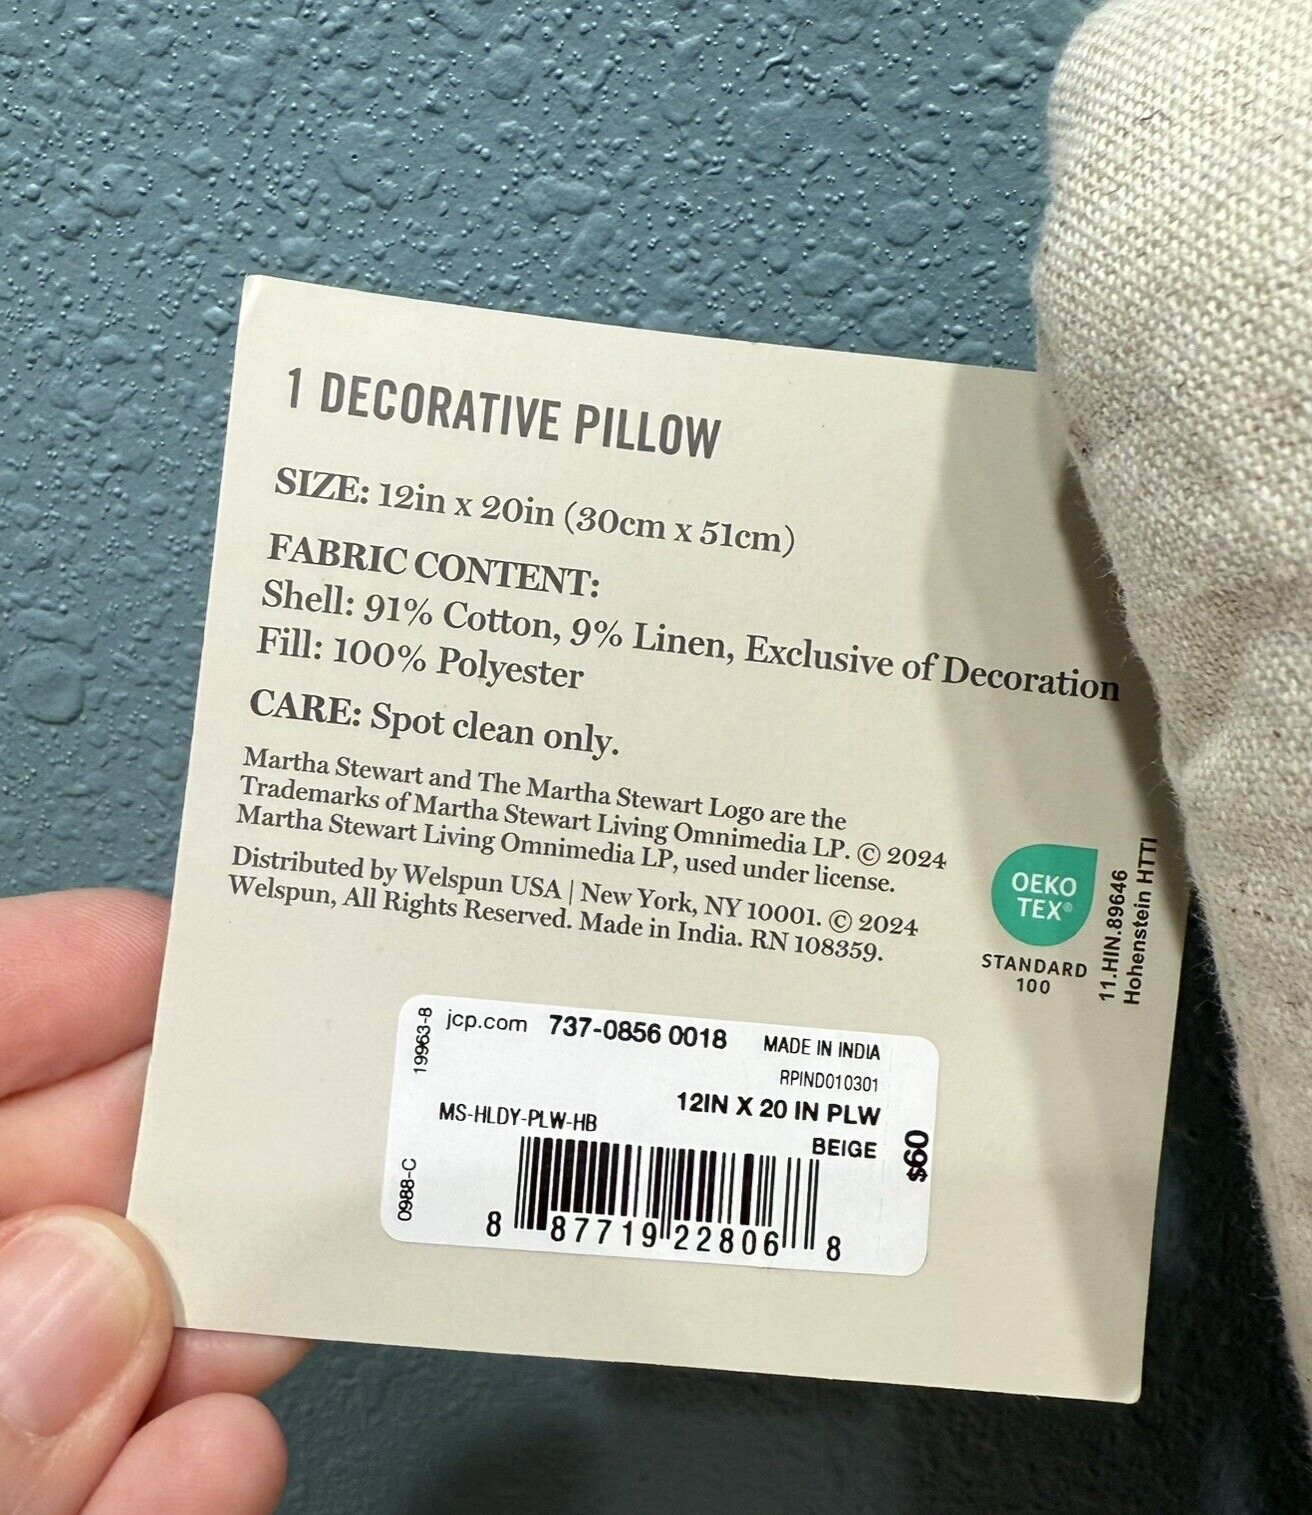 1 DECORATIVE PILLOW
SIZE: 12in x 20in (30cm x 51cm)
FABRIC CONTENT:
Shell: 91% Cotton, 9% Linen, Exclusive of Decoration
Fill: 100% Polyester
CARE: Spot clean only.
Martha Stewart and The Martha Stewart Logo are the
Trademarks of Martha Stewart Living Omnimedia LP. © 2024
Martha Stewart Living Omnimedia LP, used under license.
Distributed by Welspun USA | New York, NY 10001. © 2024
Welspun, All Rights Reserved. Made in India. RN 108359.
OEKO
TEX®
STANDARD
100
11.HIN.89646
Hohenstein HTTI
19963-8
jcp.com 737-0856 0018 MADE IN INDIA
RPIND010301
12IN X 20 IN PLW
MS-HLDY-PLW-HB
BEIGE
$60
0988-C
8 87719 22806 8